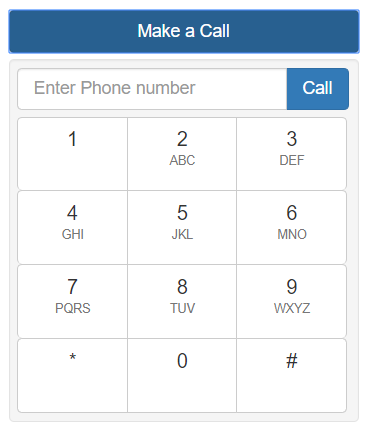 Make a Call
Enter Phone number Call
1 2 3
ABC DEF
4 5 6
GHI JKL MNO
7 8 9
PQRS TUV WXYZ
* 0 #